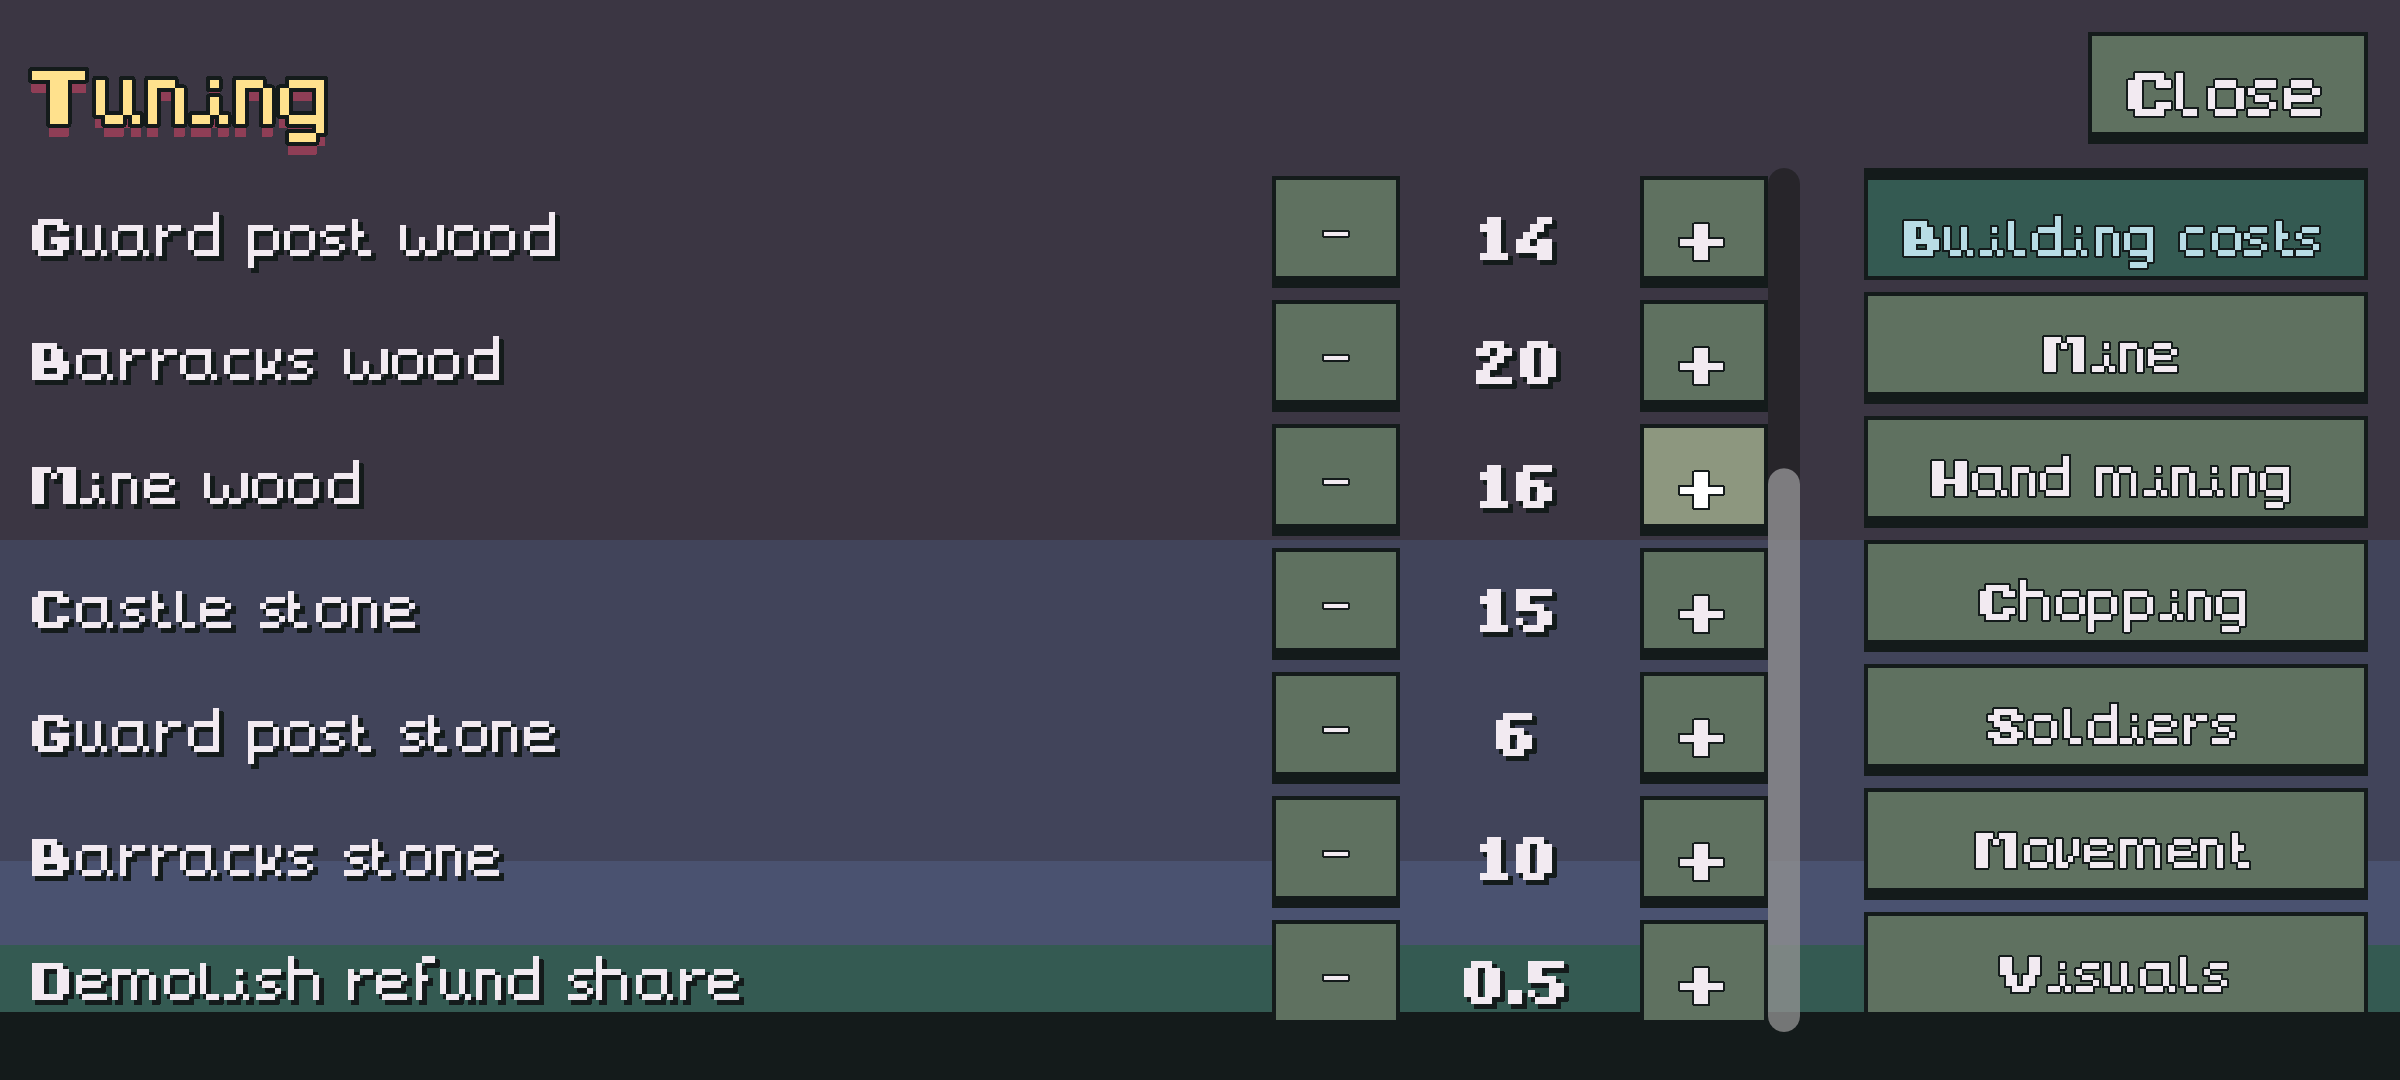 Tuning
Close
Guard post wood - 14 +
Barracks wood - 20 +
Mine wood - 16 +
Castle stone - 15 +
Guard post stone - 6 +
Barracks stone - 10 +
Demolish refund share - 0.5 +
Building costs
Mine
Hand mining
Chopping
Soldiers
Movement
Visuals